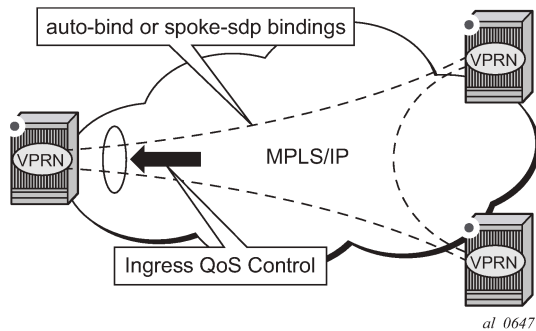 auto-bind or spoke-sdp bindings
VPRN
VPRN
MPLS/IP
Ingress QoS Control
VPRN
al_0647